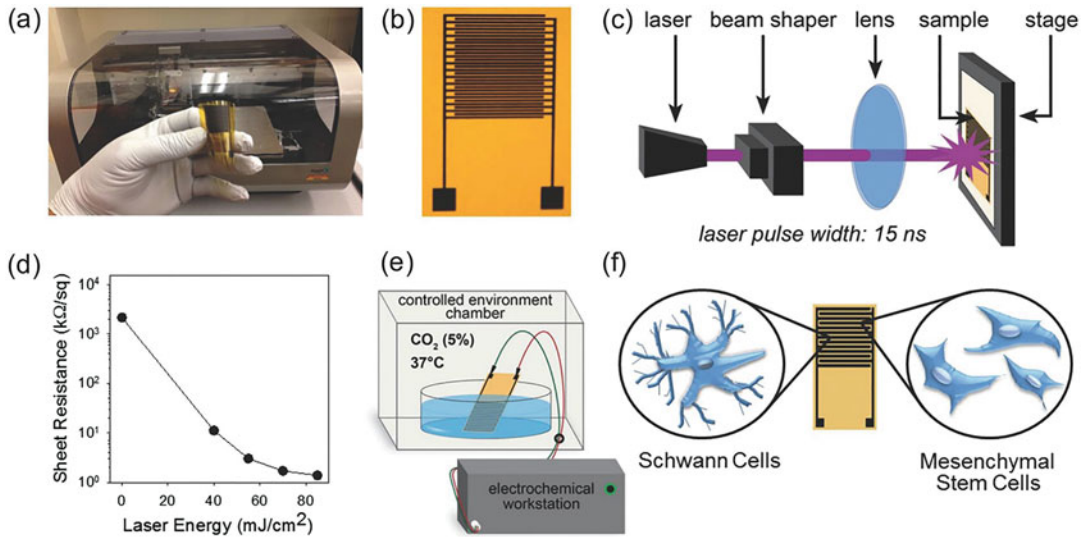 (a)
(b)
(c)
laser
beam shaper
lens
sample
stage
laser pulse width: 15 ns
(d)
Sheet Resistance (kΩ/sq)
10⁴
10³
10²
10¹
10⁰
0
20
40
60
80
Laser Energy (mJ/cm²)
(e)
controlled environment
chamber
CO₂ (5%)
37°C
electrochemical
workstation
(f)
Schwann Cells
Mesenchymal
Stem Cells